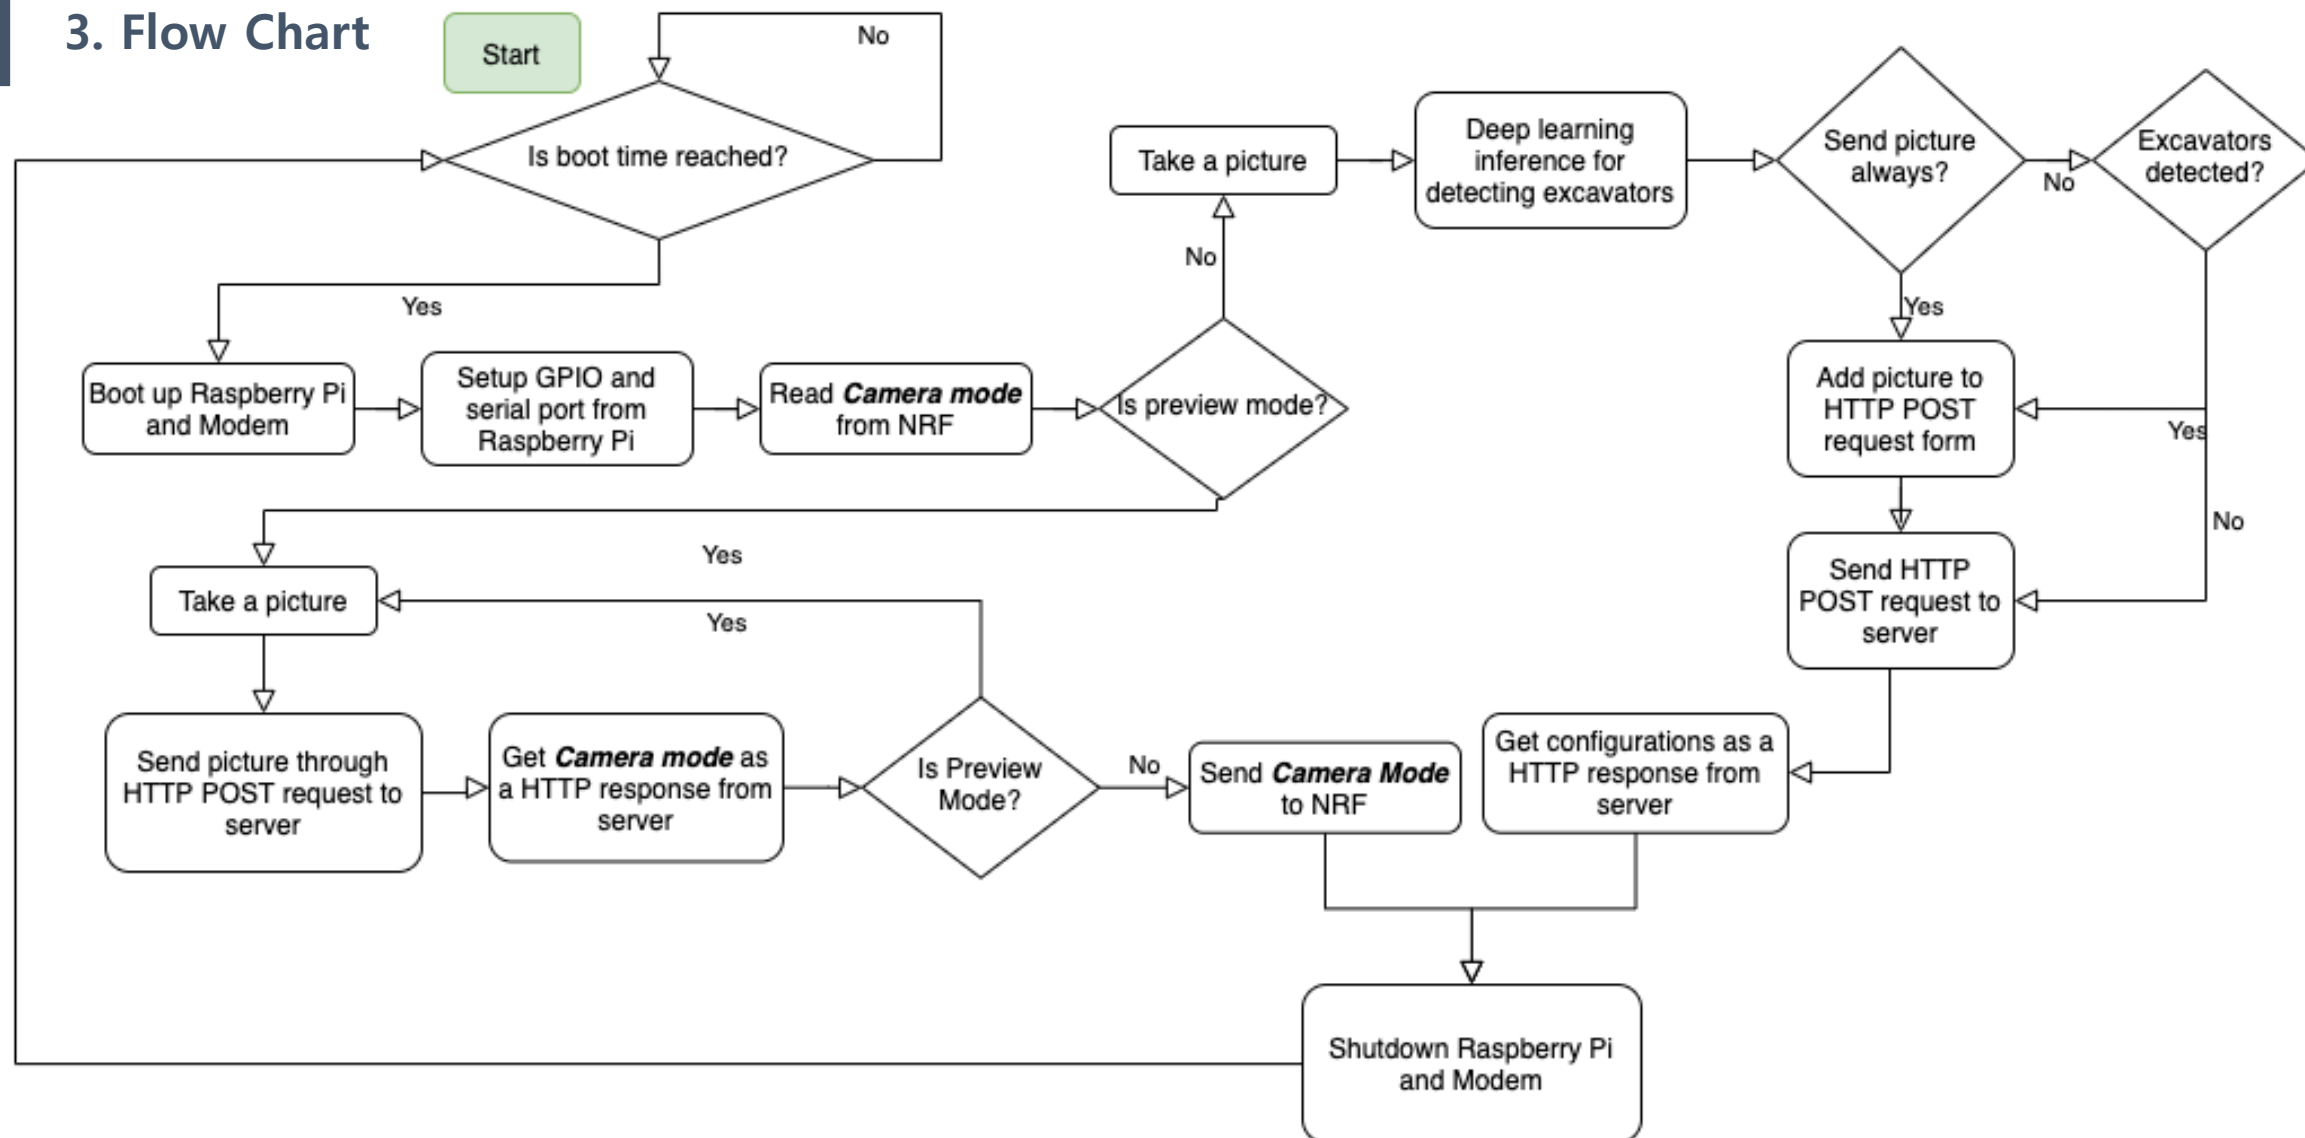 3. Flow Chart
Start
No
Is boot time reached?
Yes
Boot up Raspberry Pi
and Modem
Setup GPIO and
serial port from
Raspberry Pi
Read Camera mode
from NRF
Is preview mode?
No
Take a picture
Deep learning
inference for
detecting excavators
Send picture
always?
No
Excavators
detected?
Yes
Add picture to
HTTP POST
request form
Yes
No
Send HTTP
POST request to
server
Get configurations as a
HTTP response from
server
Yes
Take a picture
Yes
Send picture through
HTTP POST request to
server
Get Camera mode as
a HTTP response from
server
Is Preview
Mode?
No
Send Camera Mode
to NRF
Shutdown Raspberry Pi
and Modem